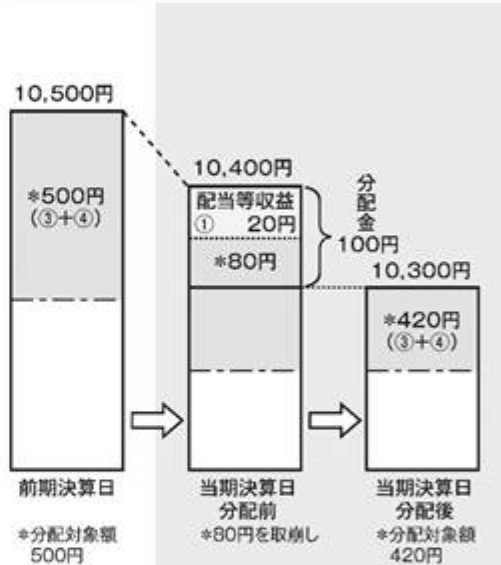 10,500円
*500円
(③+④)
10,400円
配当等収益
① 20円
*80円
分配金
100円
10,300円
*420円
(③+④)
前期決算日
当期決算日
分配前
当期決算日
分配後
*分配対象額
500円
*80円を取崩し
*分配対象額
420円